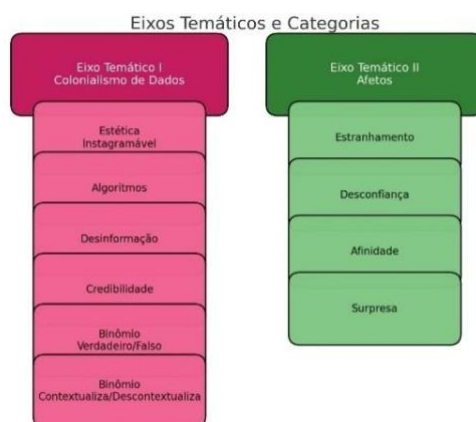 Eixos Temáticos e Categorias
Eixo Temático I
Colonialismo de Dados
Estética
Instagramável
Algoritmos
Desinformação
Credibilidade
Binômio
Verdadeiro/Falso
Binômio
Contextualiza/Descontextualiza
Eixo Temático II
Afetos
Estranhamento
Desconfiança
Afinidade
Surpresa